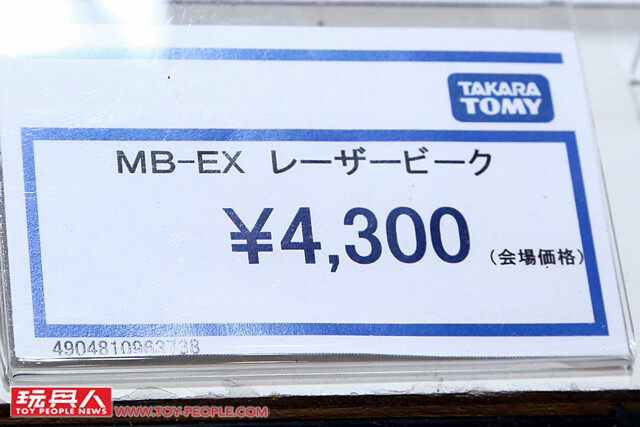 TAKARA
TOMY
MB-EX レーザービーク
¥4,300 (会場価格)
4904810963738
玩具人 WWW.TOY-PEOPLE.COM
TOY PEOPLE NEWS